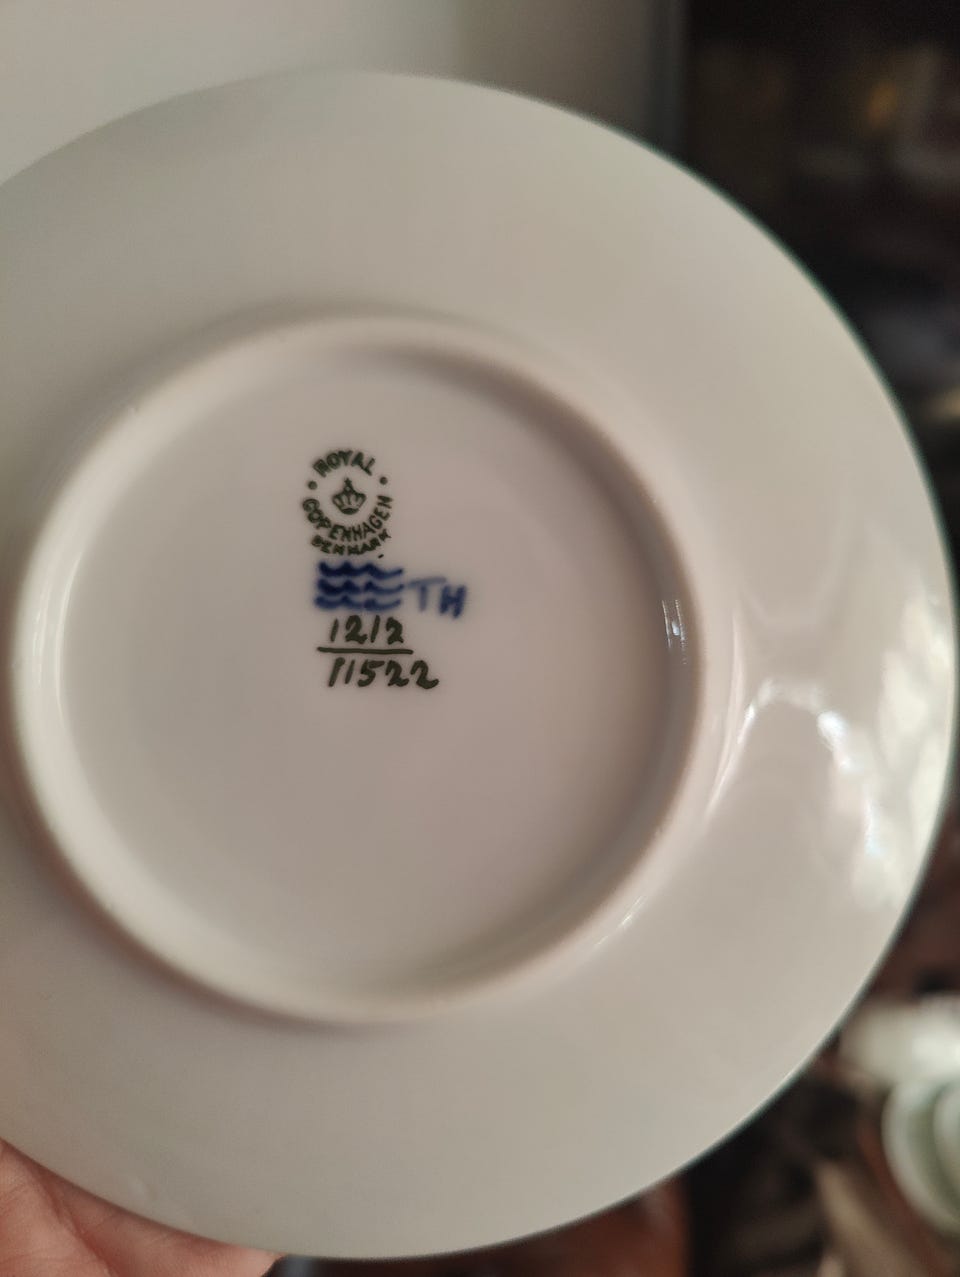 ROYAL
COPENHAGEN
DENMARK
TH
1212
11522